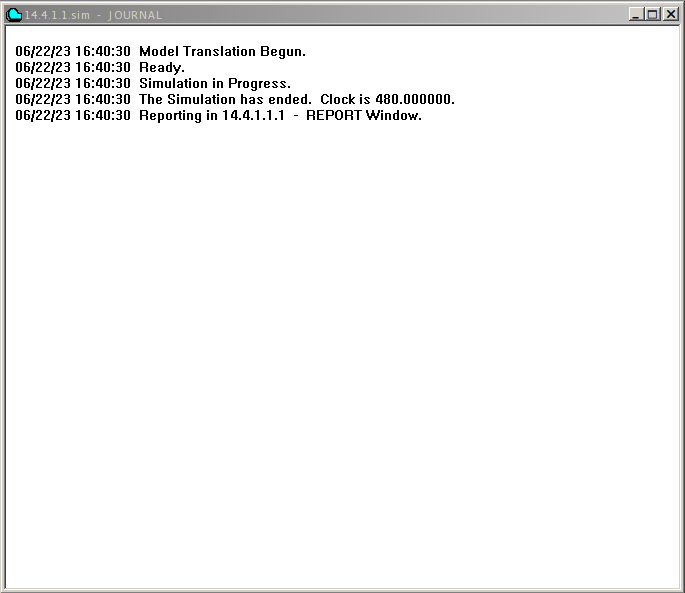 14.4.1.1.sim - JOURNAL
06/22/23 16:40:30 Model Translation Begun.
06/22/23 16:40:30 Ready.
06/22/23 16:40:30 Simulation in Progress.
06/22/23 16:40:30 The Simulation has ended. Clock is 480.000000.
06/22/23 16:40:30 Reporting in 14.4.1.1.1 - REPORT Window.